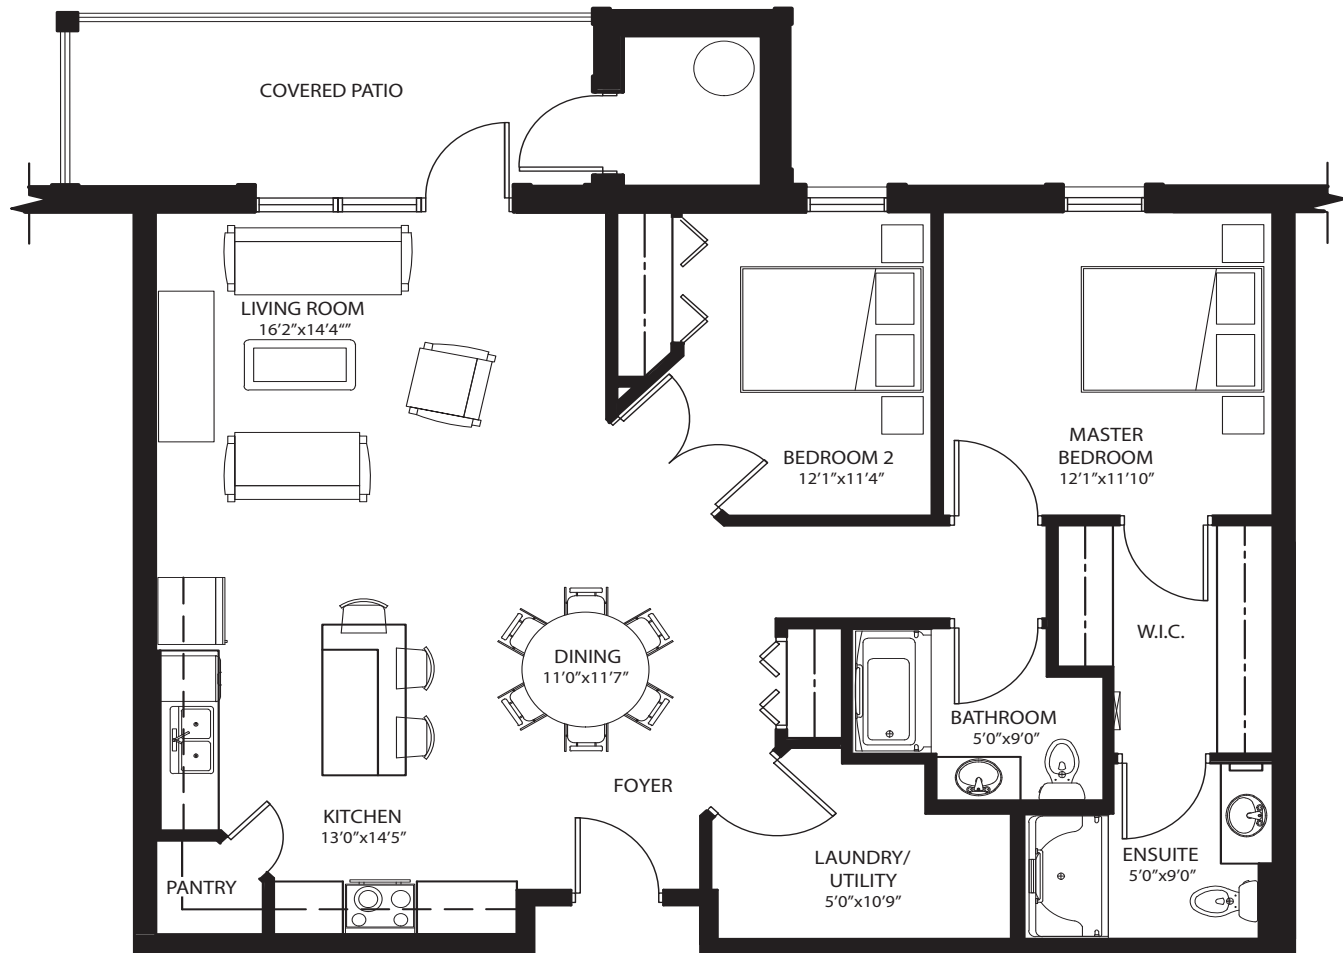 COVERED PATIO
LIVING ROOM
16’2”x14’4“”
BEDROOM 2
12’1”x11’4”
MASTER
BEDROOM
12’1”x11’10”
W.I.C.
DINING
11’0”x11’7”
BATHROOM
5’0”x9’0”
FOYER
KITCHEN
13’0”x14’5”
PANTRY
LAUNDRY/
UTILITY
5’0”x10’9”
ENSUITE
5’0”x9’0”